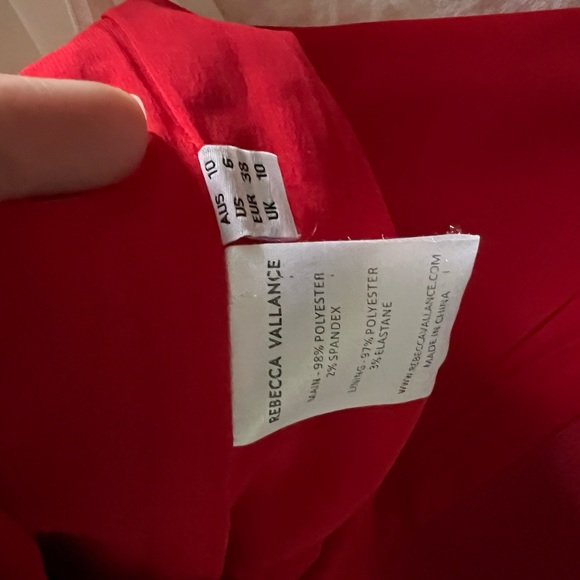 AUS 10
US 6
EUR 38
UK 10
REBECCA VALLANCE
MAIN - 98% POLYESTER
2% SPANDEX
LINING - 97% POLYESTER
3% ELASTANE
WWW.REBECCAVALLANCE.COM
MADE IN CHINA